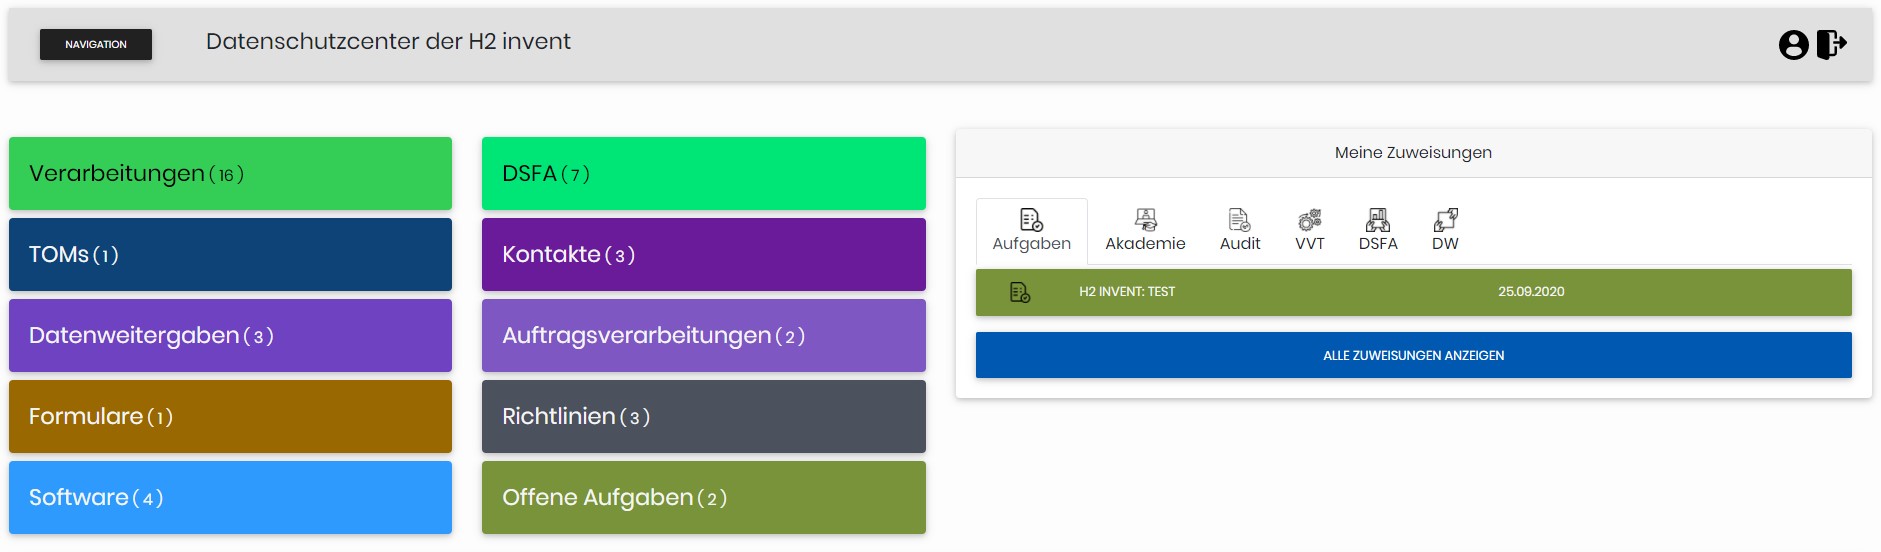 NAVIGATION
Datenschutzcenter der H2 invent
Verarbeitungen ( 16 )
DSFA ( 7 )
TOMs ( 1 )
Kontakte ( 3 )
Datenweitergaben ( 3 )
Auftragsverarbeitungen ( 2 )
Formulare ( 1 )
Richtlinien ( 3 )
Software ( 4 )
Offene Aufgaben ( 2 )
Meine Zuweisungen
Aufgaben Akademie Audit VVT DSFA DW
H2 INVENT: TEST 25.09.2020
ALLE ZUWEISUNGEN ANZEIGEN